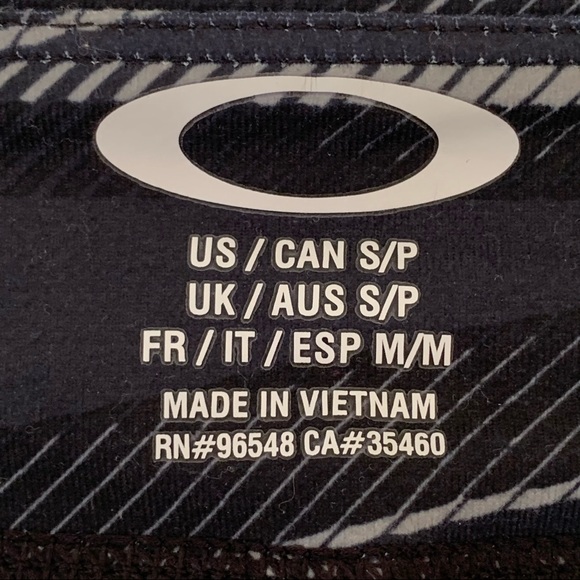 US / CAN S/P
UK / AUS S/P
FR / IT / ESP M/M
MADE IN VIETNAM
RN#96548 CA#35460